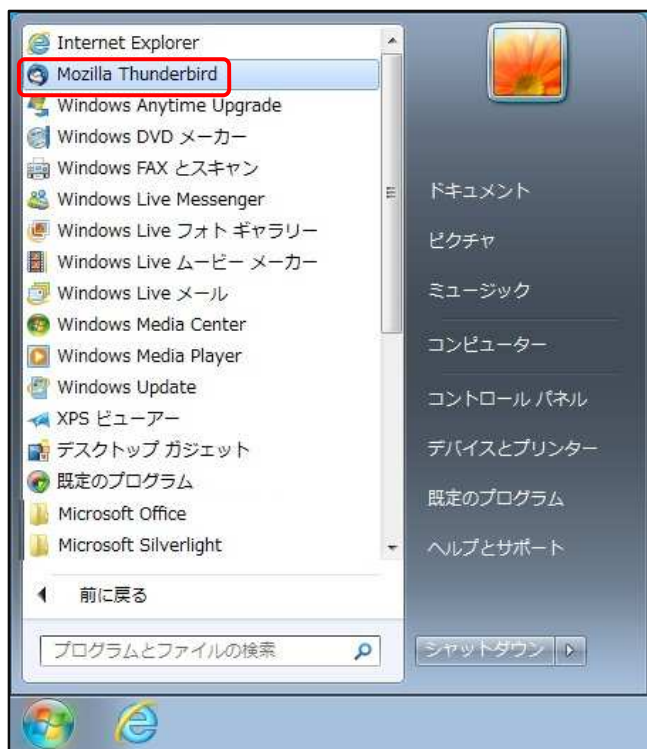 Internet Explorer
Mozilla Thunderbird
Windows Anytime Upgrade
Windows DVD メーカー
Windows FAX とスキャン
Windows Live Messenger
Windows Live フォト ギャラリー
Windows Live ムービー メーカー
Windows Live メール
Windows Media Center
Windows Media Player
Windows Update
XPS ビューアー
デスクトップ ガジェット
既定のプログラム
Microsoft Office
Microsoft Silverlight
前に戻る
プログラムとファイルの検索
ドキュメント
ピクチャ
ミュージック
コンピューター
コントロール パネル
デバイスとプリンター
既定のプログラム
ヘルプとサポート
シャットダウン